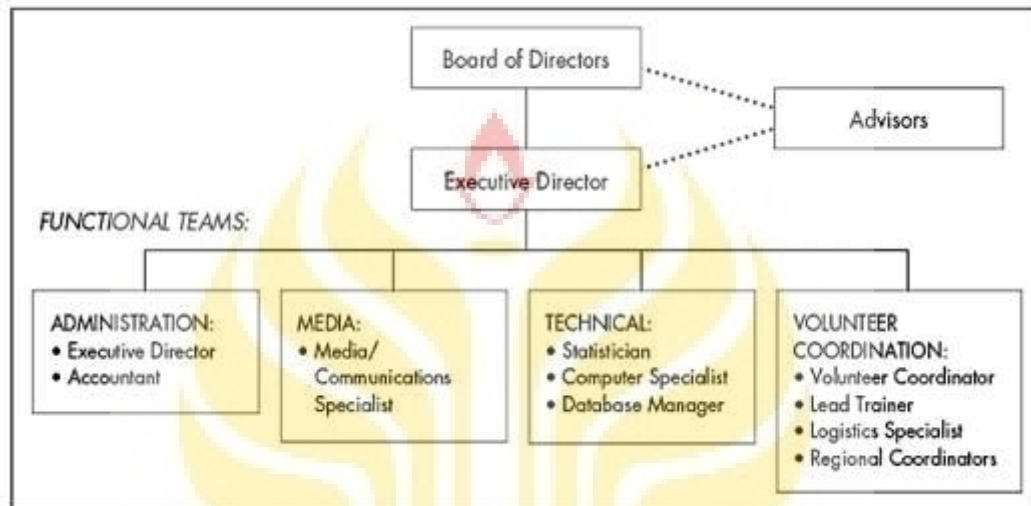 Board of Directors
Advisors
Executive Director
FUNCTIONAL TEAMS:
ADMINISTRATION:
• Executive Director
• Accountant
MEDIA:
• Media/
Communications
Specialist
TECHNICAL:
• Statistician
• Computer Specialist
• Database Manager
VOLUNTEER
COORDINATION:
• Volunteer Coordinator
• Lead Trainer
• Logistics Specialist
• Regional Coordinators